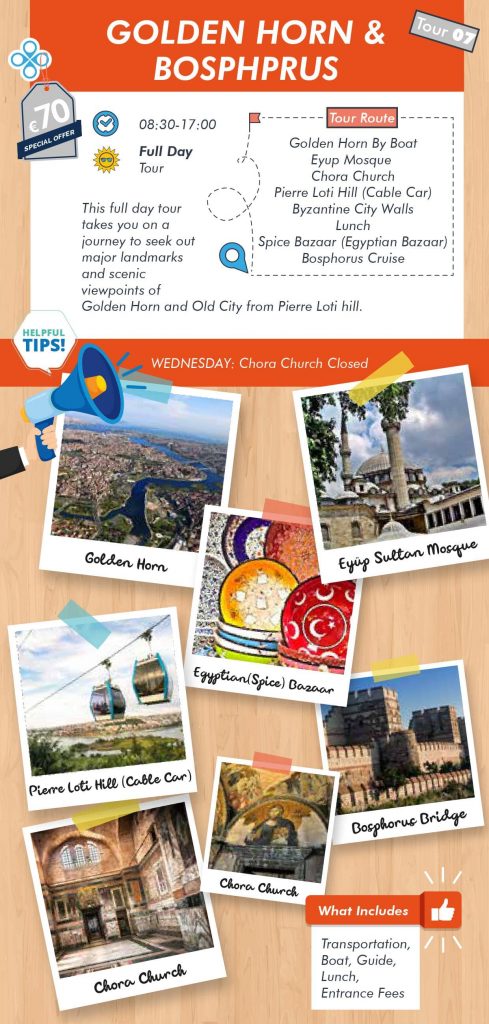 GOLDEN HORN &
BOSPHPRUS
Tour 07
€70
SPECIAL OFFER
08:30-17:00
Full Day
Tour
This full day tour
takes you on a
journey to seek out
major landmarks
and scenic
viewpoints of
Golden Horn and Old City from Pierre Loti hill.
Tour Route
Golden Horn By Boat
Eyup Mosque
Chora Church
Pierre Loti Hill (Cable Car)
Byzantine City Walls
Lunch
Spice Bazaar (Egyptian Bazaar)
Bosphorus Cruise
HELPFUL
TIPS!
WEDNESDAY: Chora Church Closed
Golden Horn
Eyüp Sultan Mosque
Egyptian(Spice) Bazaar
Pierre Loti Hill (Cable Car)
Bosphorus Bridge
Chora Church
Chora Church
What Includes
Transportation,
Boat, Guide,
Lunch,
Entrance Fees